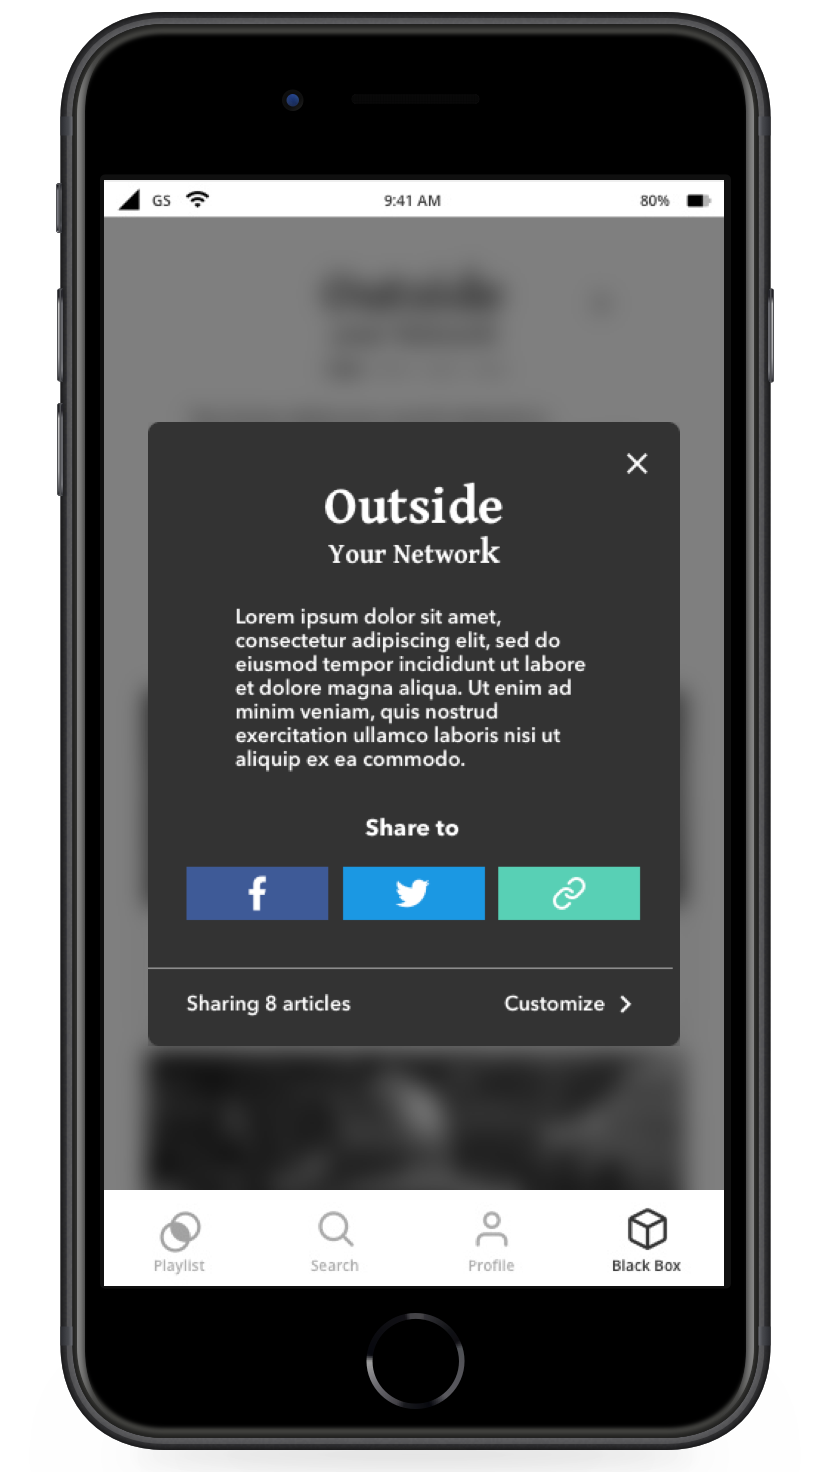 GS 9:41 AM 80%
Outside
Your Network
Lorem ipsum dolor sit amet,
consectetur adipiscing elit, sed do
eiusmod tempor incididunt ut labore
et dolore magna aliqua. Ut enim ad
minim veniam, quis nostrud
exercitation ullamco laboris nisi ut
aliquip ex ea commodo.
Share to
Sharing 8 articles Customize
Playlist Search Profile Black Box